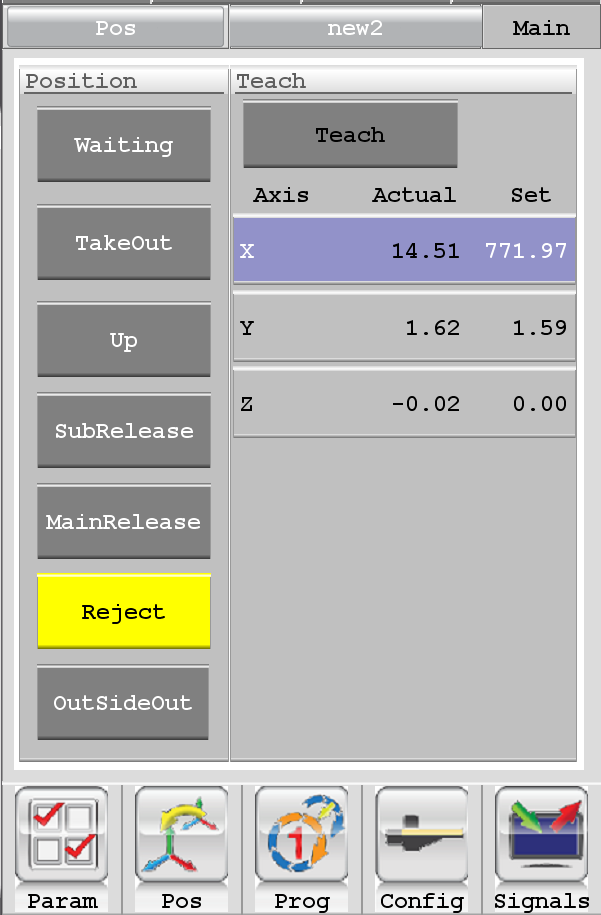 Pos new2 Main
Position
Waiting
TakeOut
Up
SubRelease
MainRelease
Reject
OutSideOut
Teach
Teach
Axis Actual Set
X 14.51 771.97
Y 1.62 1.59
Z -0.02 0.00
1
Param Pos Prog Config Signals